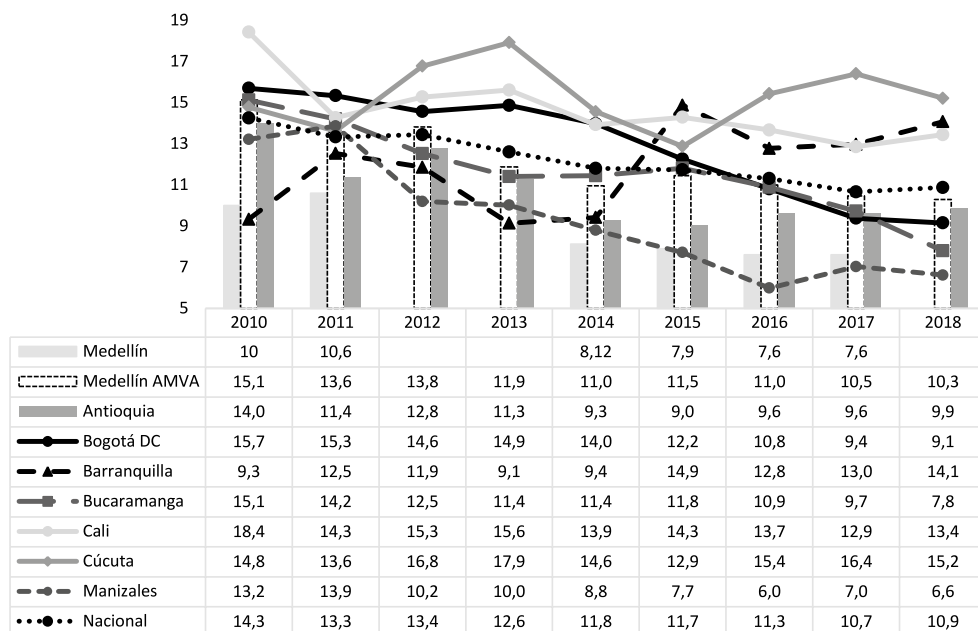 19
17
15
13
11
9
7
5
2010 2011 2012 2013 2014 2015 2016 2017 2018
Medellín 10 10,6 8,12 7,9 7,6 7,6
Medellín AMVA 15,1 13,6 13,8 11,9 11,0 11,5 11,0 10,5 10,3
Antioquia 14,0 11,4 12,8 11,3 9,3 9,0 9,6 9,6 9,9
Bogotá DC 15,7 15,3 14,6 14,9 14,0 12,2 10,8 9,4 9,1
Barranquilla 9,3 12,5 11,9 9,1 9,4 14,9 12,8 13,0 14,1
Bucaramanga 15,1 14,2 12,5 11,4 11,4 11,8 10,9 9,7 7,8
Cali 18,4 14,3 15,3 15,6 13,9 14,3 13,7 12,9 13,4
Cúcuta 14,8 13,6 16,8 17,9 14,6 12,9 15,4 16,4 15,2
Manizales 13,2 13,9 10,2 10,0 8,8 7,7 6,0 7,0 6,6
Nacional 14,3 13,3 13,4 12,6 11,8 11,7 11,3 10,7 10,9